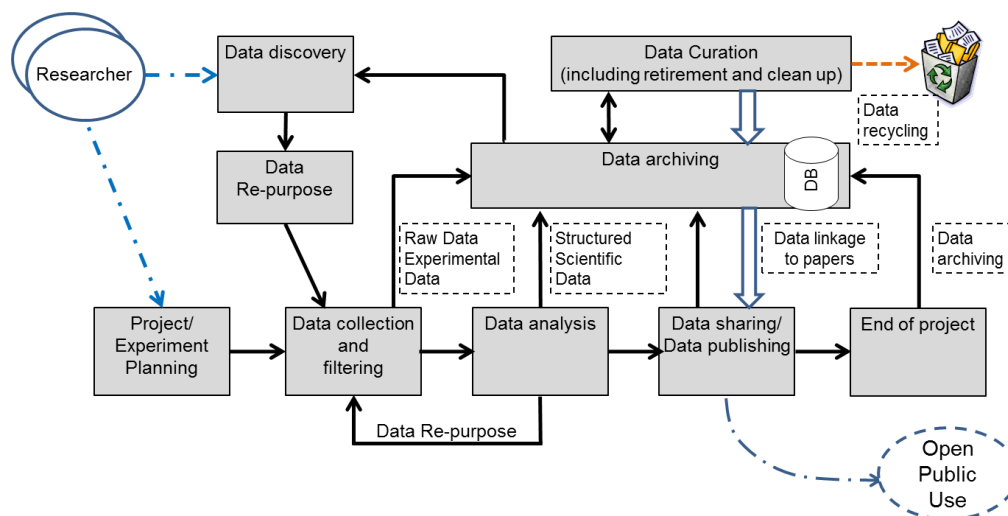 Researcher
Data discovery
Data Curation
(including retirement and clean up)
Data
recycling
Data
Re-purpose
Data archiving
DB
Raw Data
Experimental
Data
Structured
Scientific
Data
Data linkage
to papers
Data
archiving
Project/
Experiment
Planning
Data collection
and
filtering
Data analysis
Data sharing/
Data publishing
End of project
Data Re-purpose
Open
Public
Use